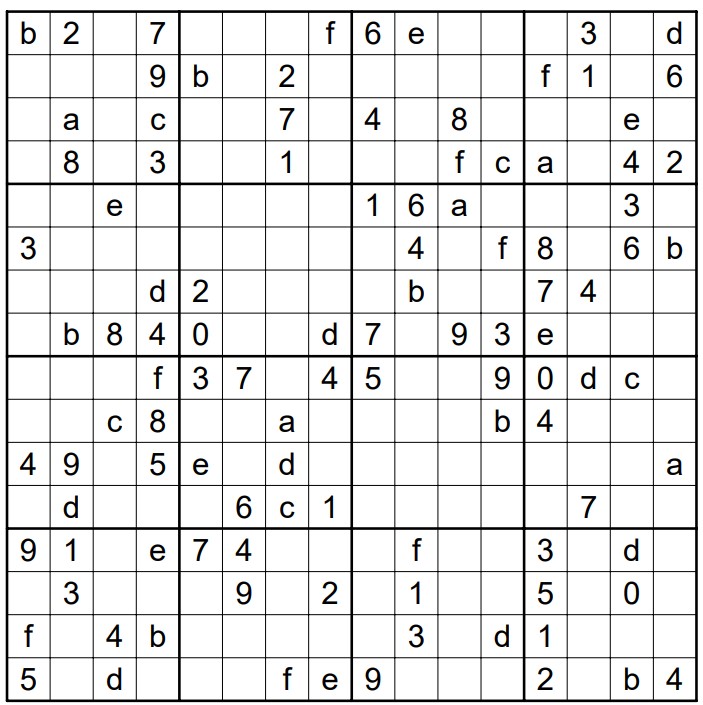 b 2 7 f 6 e 3 d
9 b 2 f 1 6
a c 7 4 8 e
8 3 1 f c a 4 2
e 1 6 a 3
3 4 f 8 6 b
d 2 b 7 4
b 8 4 0 d 7 9 3 e
f 3 7 4 5 9 0 d c
c 8 a b 4
4 9 5 e d a
d 6 c 1 7
9 1 e 7 4 f 3 d
3 9 2 1 5 0
f 4 b 3 d 1
5 d f e 9 2 b 4